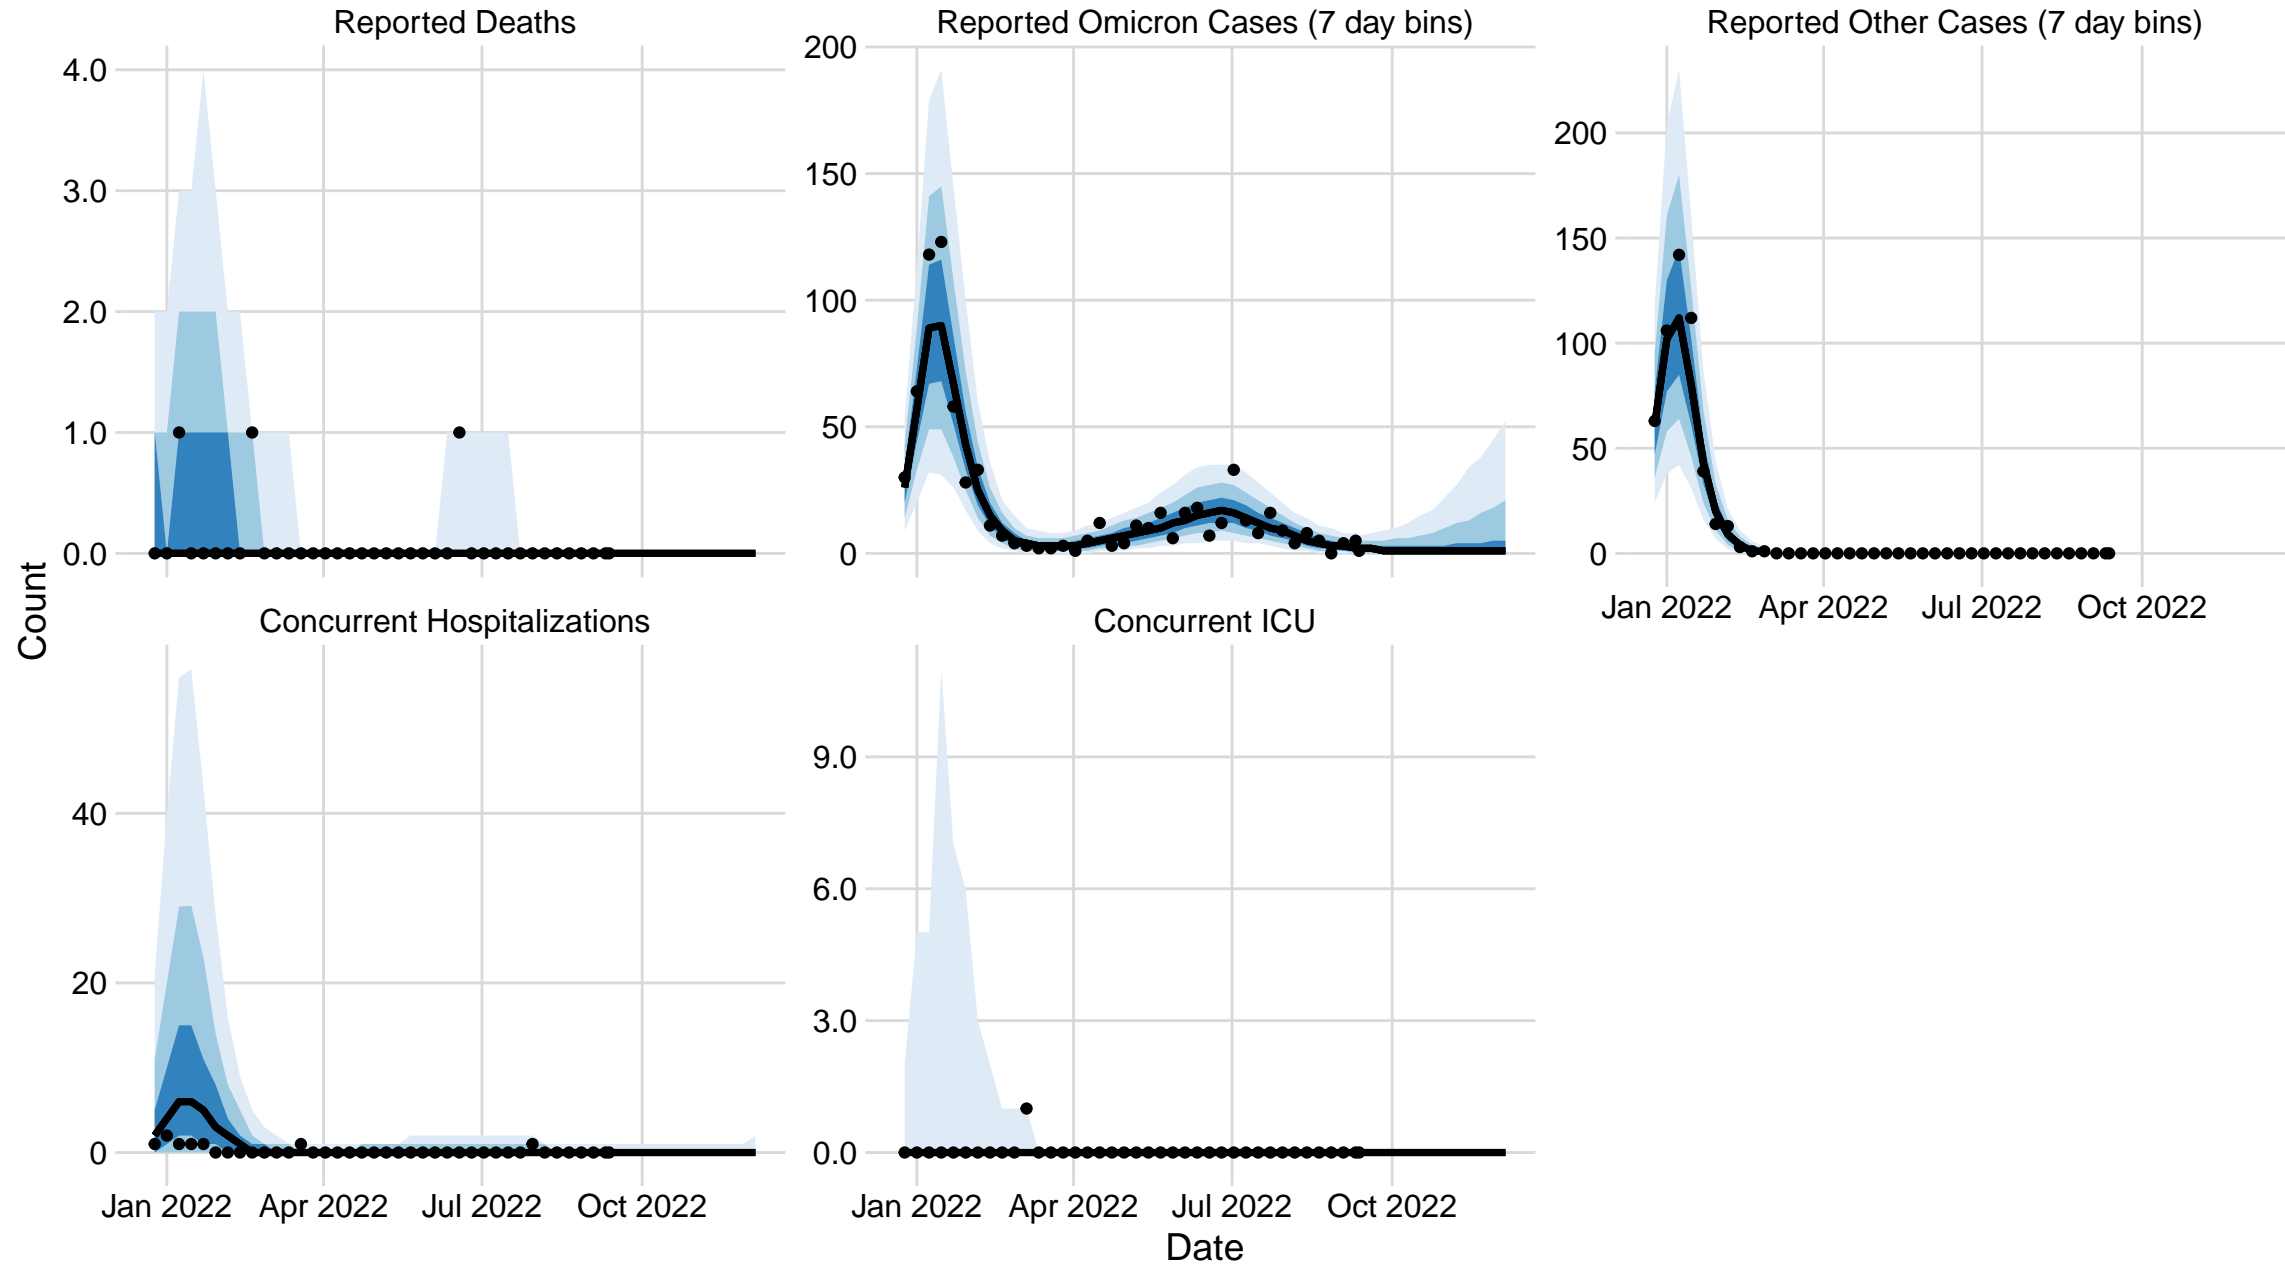 Reported Deaths
4.0
3.0
2.0
1.0
0.0
Reported Omicron Cases (7 day bins)
200
150
100
50
0
Reported Other Cases (7 day bins)
200
150
100
50
0
Jan 2022 Apr 2022 Jul 2022 Oct 2022
Count
Concurrent Hospitalizations
40
20
0
Jan 2022 Apr 2022 Jul 2022 Oct 2022
Concurrent ICU
9.0
6.0
3.0
0.0
Jan 2022 Apr 2022 Jul 2022 Oct 2022
Date